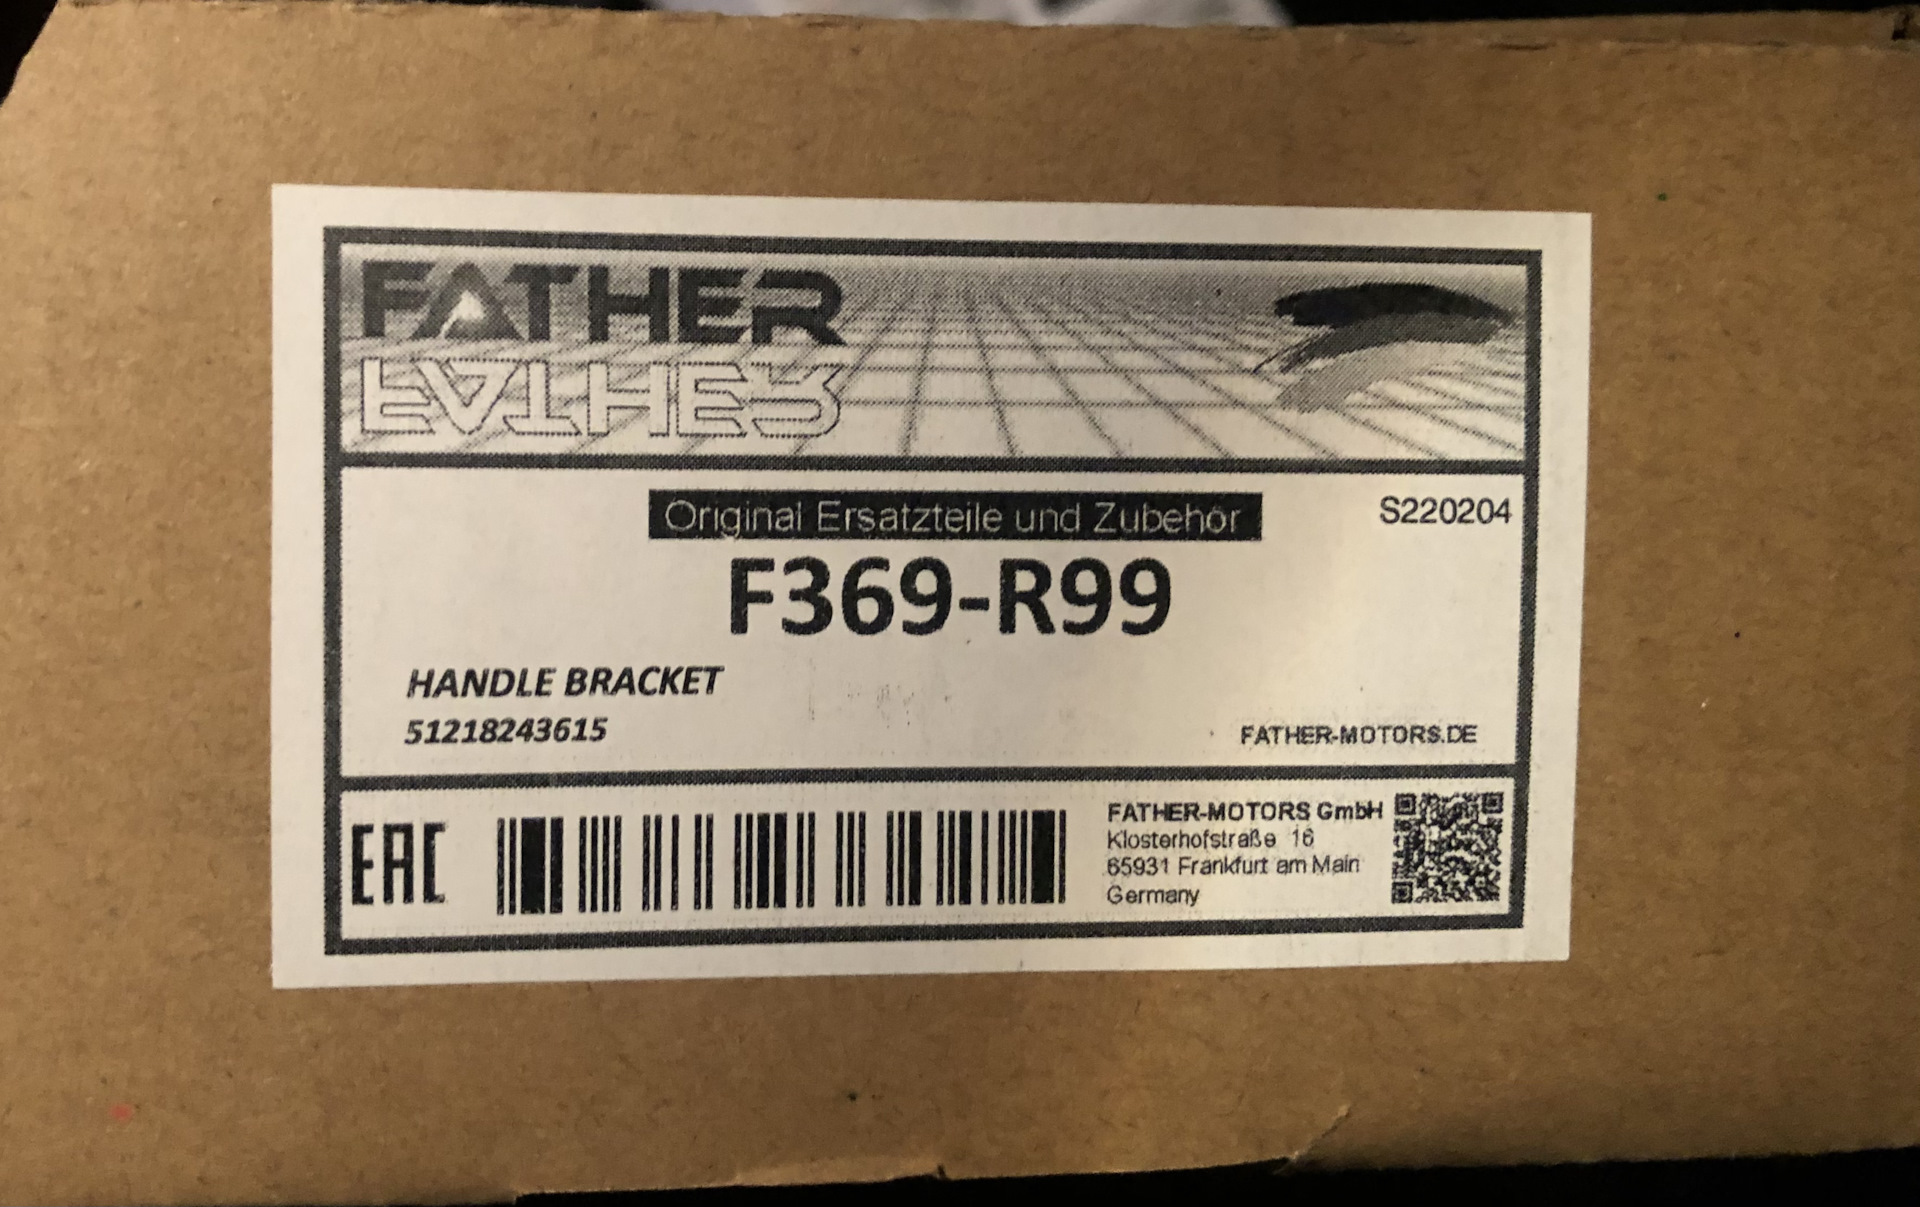 FATHER
FATHER
Original Ersatzteile und Zubehör
S220204
F369-R99
HANDLE BRACKET
51218243615
FATHER-MOTORS.DE
EAC
FATHER-MOTORS GmbH
Klosterhofstraße 16
65931 Frankfurt am Main
Germany